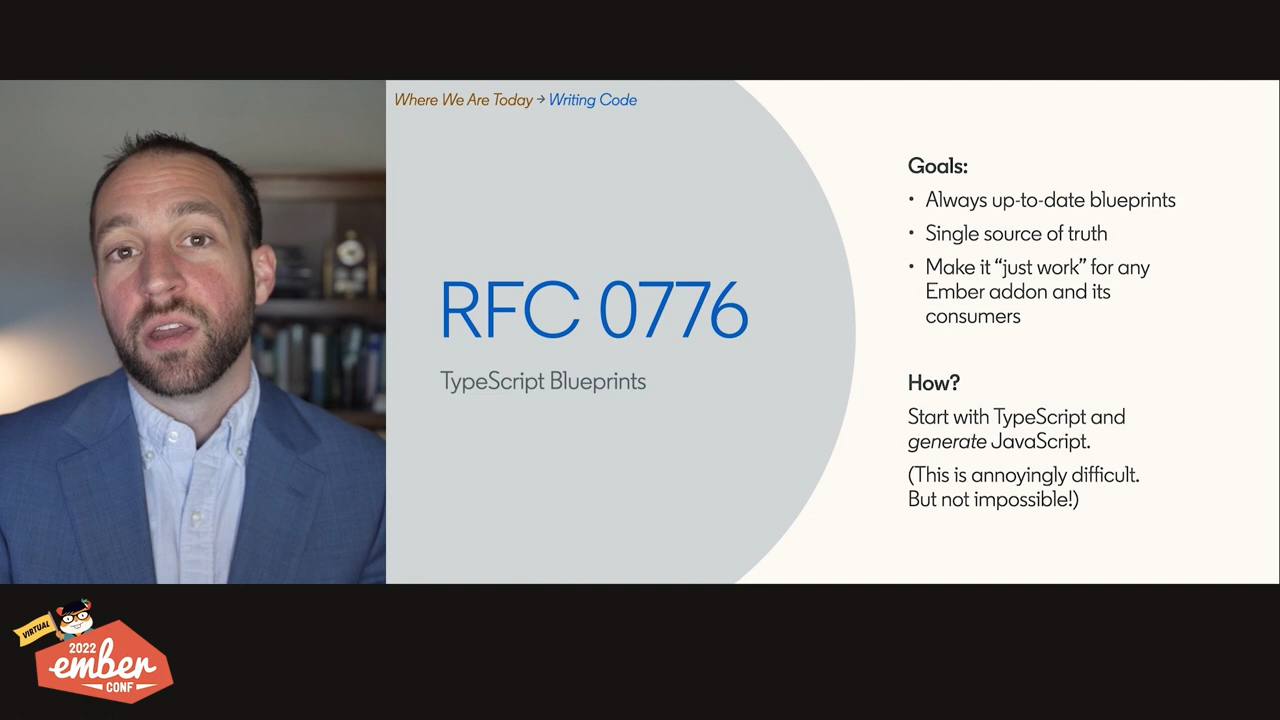 Where We Are Today → Writing Code
RFC 0776
TypeScript Blueprints
Goals:
• Always up-to-date blueprints
• Single source of truth
• Make it “just work” for any
Ember addon and its
consumers
How?
Start with TypeScript and
generate JavaScript.
(This is annoyingly difficult.
But not impossible!)
VIRTUAL
2022
ember
CONF